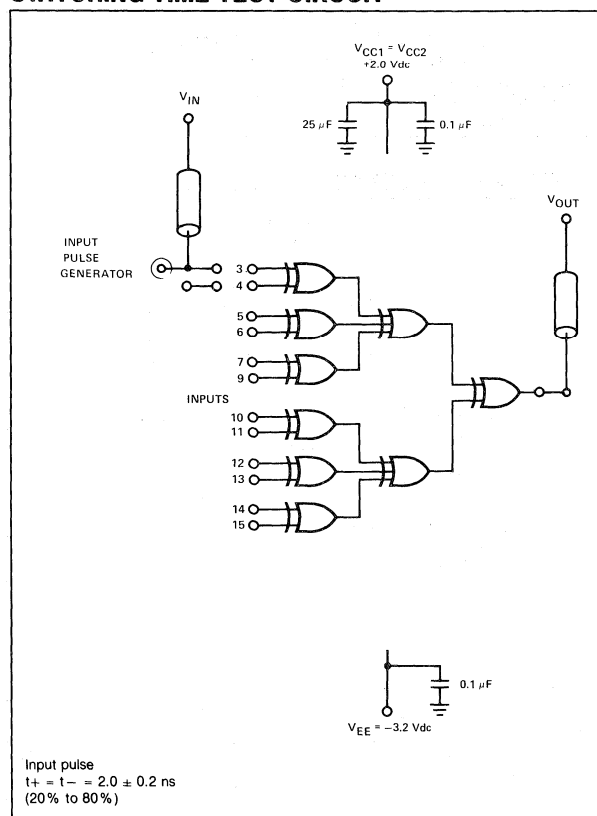 SWITCHING TIME TEST CIRCUIT
VCC1 = VCC2
+2.0 Vdc
25 μF
0.1 μF
VIN
VOUT
INPUT
PULSE
GENERATOR
3
4
5
6
7
9
INPUTS
10
11
12
13
14
15
0.1 μF
VEE = −3.2 Vdc
Input pulse
t+ = t− = 2.0 ± 0.2 ns
(20% to 80%)